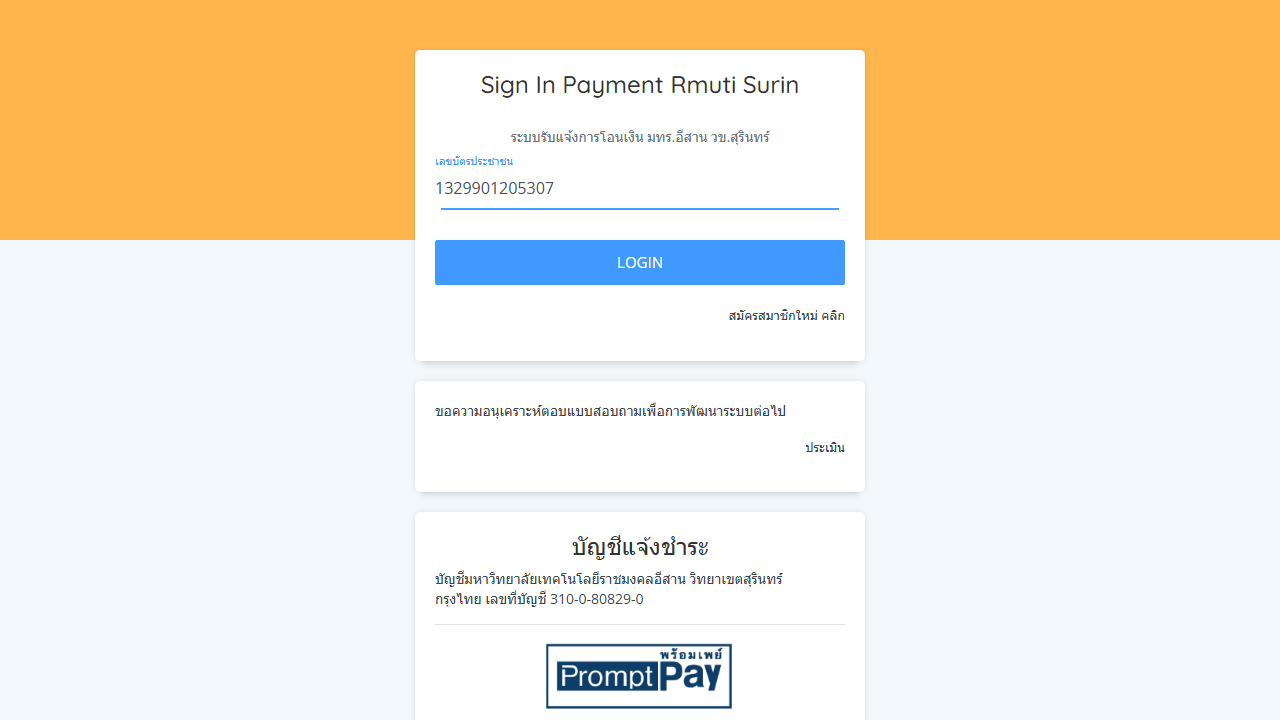 Sign In Payment Rmuti Surin
ระบบรับแจ้งการโอนเงิน มทร.อีสาน วข.สุรินทร์
เลขบัตรประชาชน
1329901205307
LOGIN
สมัครสมาชิกใหม่ คลิก
ขอความอนุเคราะห์ตอบแบบสอบถามเพื่อการพัฒนาระบบต่อไป
ประเมิน
บัญชีแจ้งชำระ
บัญชีมหาวิทยาลัยเทคโนโลยีราชมงคลอีสาน วิทยาเขตสุรินทร์
กรุงไทย เลขที่บัญชี 310-0-80829-0
พร้อมเพย์
PromptPay